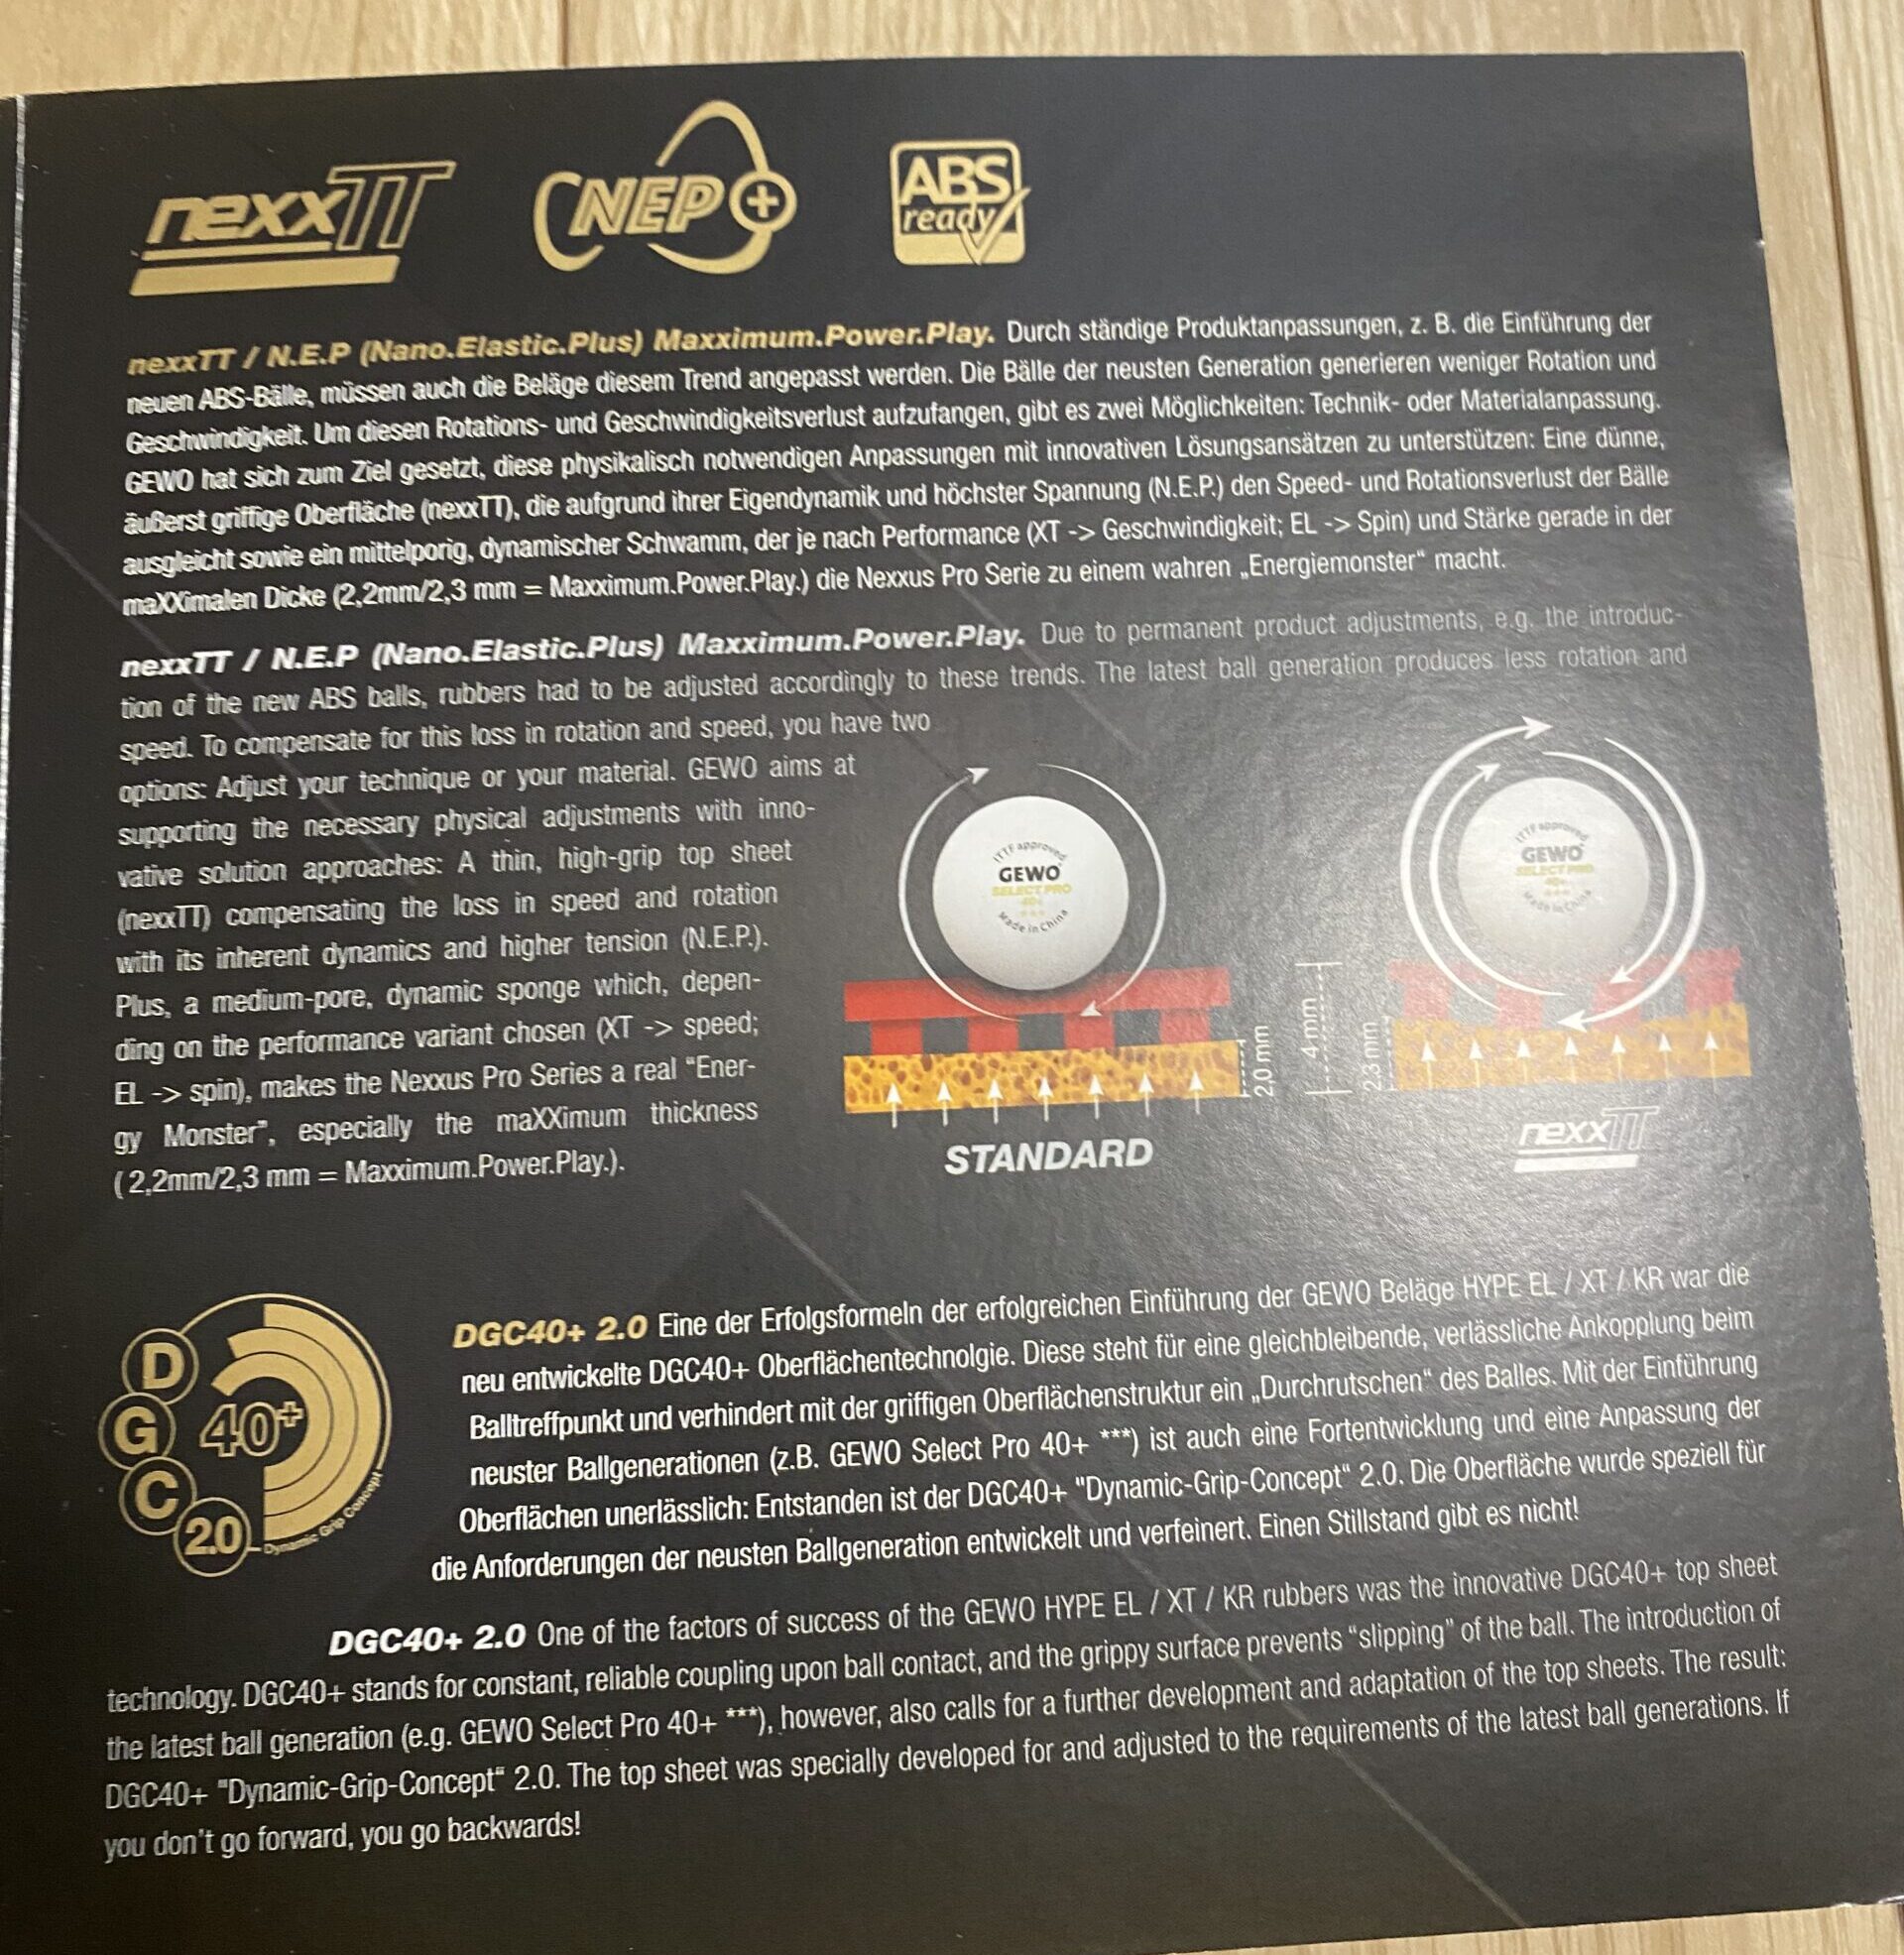 nexxTT
NEP+
ABS
ready
nexxTT / N.E.P (Nano.Elastic.Plus) Maxximum.Power.Play. Durch ständige Produktanpassungen, z. B. die Einführung der
neuen ABS-Bälle, müssen auch die Beläge diesem Trend angepasst werden. Die Bälle der neusten Generation generieren weniger Rotation und
Geschwindigkeit. Um diesen Rotations- und Geschwindigkeitsverlust aufzufangen, gibt es zwei Möglichkeiten: Technik- oder Materialanpassung.
GEWO hat sich zum Ziel gesetzt, diese physikalisch notwendigen Anpassungen mit innovativen Lösungsansätzen zu unterstützen: Eine dünne,
äußerst griffige Oberfläche (nexxTT), die aufgrund ihrer Eigendynamik und höchster Spannung (N.E.P.) den Speed- und Rotationsverlust der Bälle
ausgleicht sowie ein mittelporig, dynamischer Schwamm, der je nach Performance (XT -> Geschwindigkeit; EL -> Spin) und Stärke gerade in der
maXXimalen Dicke (2,2mm/2,3 mm = Maxximum.Power.Play.) die Nexxus Pro Serie zu einem wahren „Energiemonster“ macht.
nexxTT / N.E.P (Nano.Elastic.Plus) Maxximum.Power.Play. Due to permanent product adjustments, e.g. the introduc-
tion of the new ABS balls, rubbers had to be adjusted accordingly to these trends. The latest ball generation produces less rotation and
speed. To compensate for this loss in rotation and speed, you have two
options: Adjust your technique or your material. GEWO aims at
supporting the necessary physical adjustments with inno-
vative solution approaches: A thin, high-grip top sheet
(nexxTT) compensating the loss in speed and rotation
with its inherent dynamics and higher tension (N.E.P.).
Plus, a medium-pore, dynamic sponge which, depen-
ding on the performance variant chosen (XT -> speed;
EL -> spin), makes the Nexxus Pro Series a real “Ener-
gy Monster”, especially the maXXimum thickness
( 2,2mm/2,3 mm = Maxximum.Power.Play.).
ITTF approved
GEWO
SELECT PRO
40+
***
Made in China
2,0 mm
STANDARD
4 mm
ITTF approved
GEWO
SELECT PRO
40+
***
Made in China
2,3 mm
nexxTT
D
G
C
2.0
40+
Dynamic Grip Concept
DGC40+ 2.0 Eine der Erfolgsformeln der erfolgreichen Einführung der GEWO Beläge HYPE EL / XT / KR war die
neu entwickelte DGC40+ Oberflächentechnolgie. Diese steht für eine gleichbleibende, verlässliche Ankopplung beim
Balltreffpunkt und verhindert mit der griffigen Oberflächenstruktur ein „Durchrutschen“ des Balles. Mit der Einführung
neuster Ballgenerationen (z.B. GEWO Select Pro 40+ ***) ist auch eine Fortentwicklung und eine Anpassung der
Oberflächen unerlässlich: Entstanden ist der DGC40+ "Dynamic-Grip-Concept“ 2.0. Die Oberfläche wurde speziell für
die Anforderungen der neusten Ballgeneration entwickelt und verfeinert. Einen Stillstand gibt es nicht!
DGC40+ 2.0 One of the factors of success of the GEWO HYPE EL / XT / KR rubbers was the innovative DGC40+ top sheet
technology. DGC40+ stands for constant, reliable coupling upon ball contact, and the grippy surface prevents “slipping” of the ball. The introduction of
the latest ball generation (e.g. GEWO Select Pro 40+ ***), however, also calls for a further development and adaptation of the top sheets. The result:
DGC40+ "Dynamic-Grip-Concept“ 2.0. The top sheet was specially developed for and adjusted to the requirements of the latest ball generations. If
you don't go forward, you go backwards!